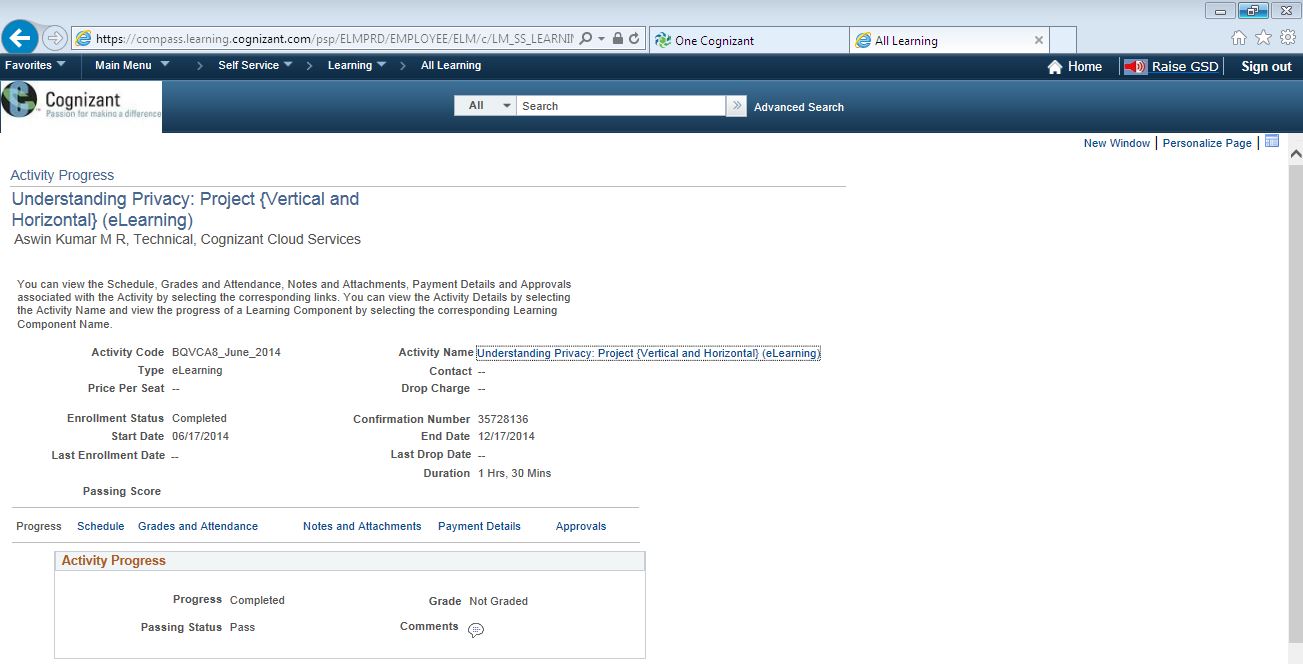 https://compass.learning.cognizant.com/psp/ELMPRD/EMPLOYEE/ELM/c/LM_SS_LEARNIN
One Cognizant
All Learning
Favorites Main Menu > Self Service > Learning > All Learning
Home Raise GSD Sign out
Cognizant
Passion for making a difference
All Search » Advanced Search
New Window | Personalize Page |
Activity Progress
Understanding Privacy: Project {Vertical and
Horizontal} (eLearning)
Aswin Kumar M R, Technical, Cognizant Cloud Services
You can view the Schedule, Grades and Attendance, Notes and Attachments, Payment Details and Approvals
associated with the Activity by selecting the corresponding links. You can view the Activity Details by selecting
the Activity Name and view the progress of a Learning Component by selecting the corresponding Learning
Component Name.
Activity Code BQVCA8_June_2014 Activity Name Understanding Privacy: Project {Vertical and Horizontal} (eLearning)
Type eLearning Contact --
Price Per Seat -- Drop Charge --
Enrollment Status Completed Confirmation Number 35728136
Start Date 06/17/2014 End Date 12/17/2014
Last Enrollment Date -- Last Drop Date --
Duration 1 Hrs, 30 Mins
Passing Score
Progress Schedule Grades and Attendance Notes and Attachments Payment Details Approvals
Activity Progress
Progress Completed Grade Not Graded
Passing Status Pass Comments